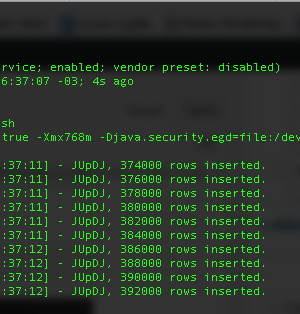 rvice; enabled; vendor preset: disabled)
6:37:07 -03; 4s ago
sh
true -Xmx768m -Djava.security.egd=file:/dev
:37:11] - JUpDJ, 374000 rows inserted.
:37:11] - JUpDJ, 376000 rows inserted.
:37:11] - JUpDJ, 378000 rows inserted.
:37:11] - JUpDJ, 380000 rows inserted.
:37:11] - JUpDJ, 382000 rows inserted.
:37:11] - JUpDJ, 384000 rows inserted.
:37:12] - JUpDJ, 386000 rows inserted.
:37:12] - JUpDJ, 388000 rows inserted.
:37:12] - JUpDJ, 390000 rows inserted.
:37:12] - JUpDJ, 392000 rows inserted.